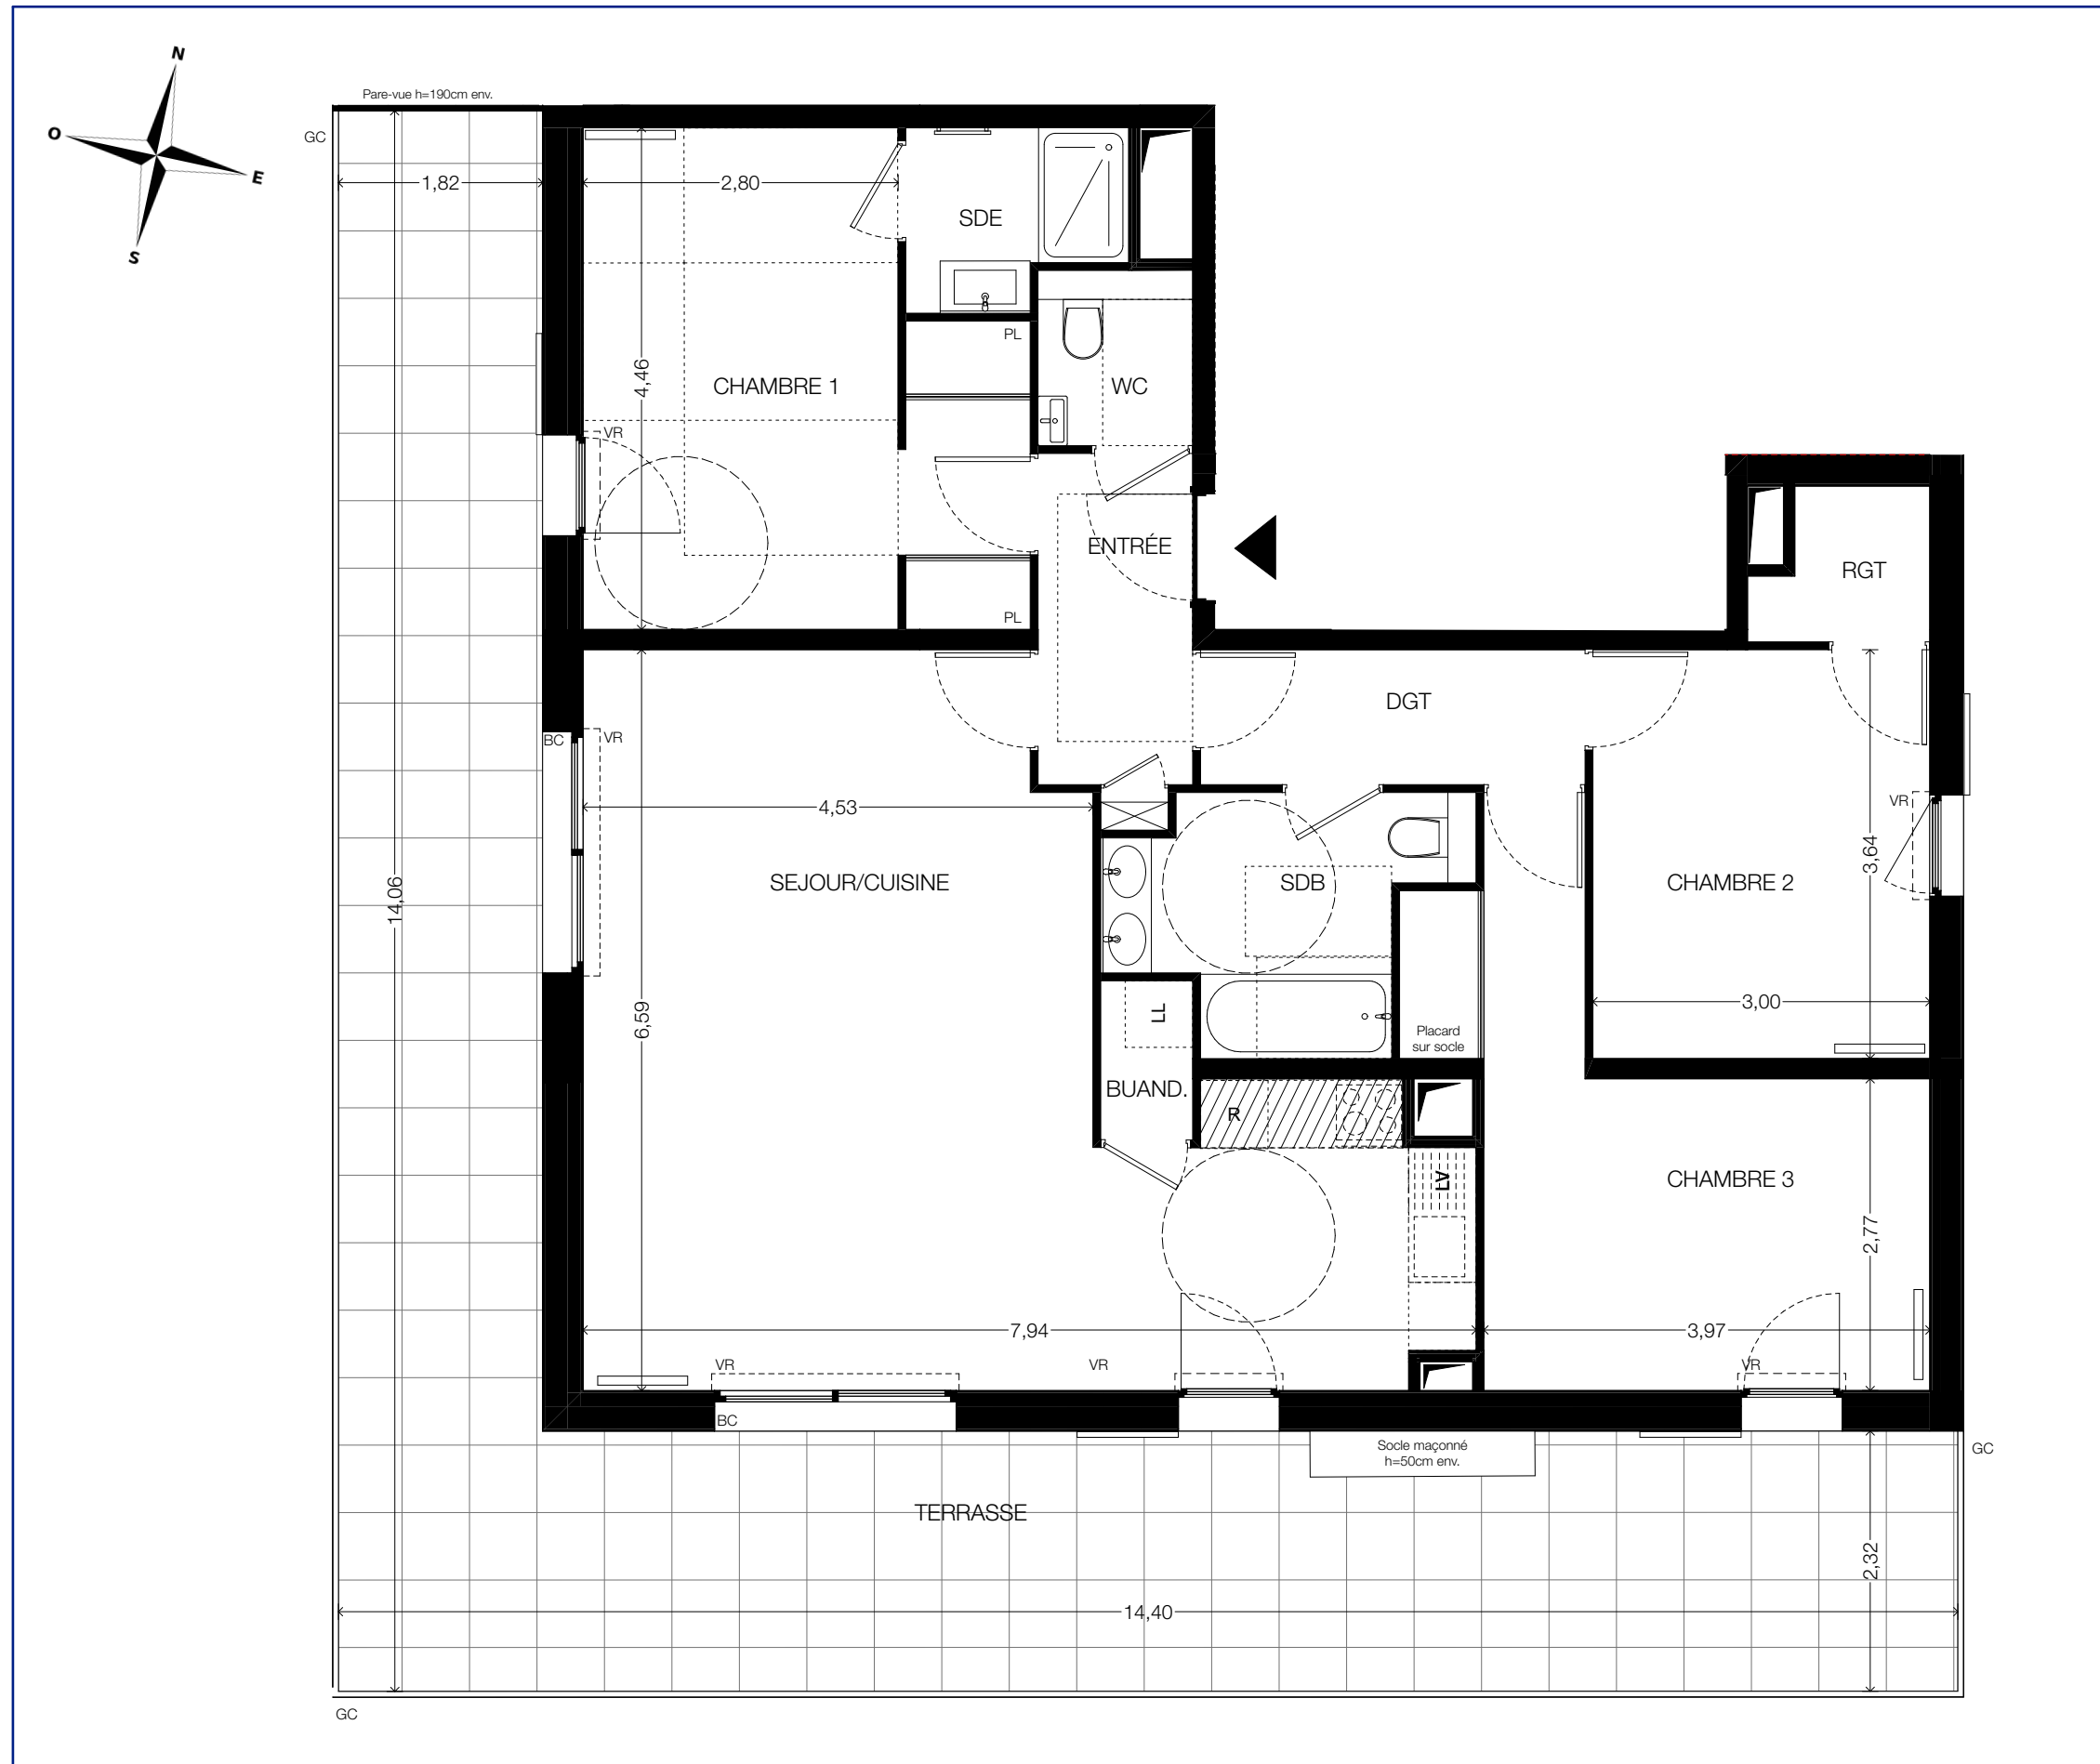 N
Pare-vue h=190cm env.
O
GC
E
1,82
2,80
SDE
S
PL
4,46
CHAMBRE 1
WC
VR
ENTRÉE
RGT
PL
DGT
BC
VR
VR
4,53
14,06
SEJOUR/CUISINE
SDB
3,64
CHAMBRE 2
3,00
6,59
LL
Placard
sur socle
BUAND.
R
LV
CHAMBRE 3
2,77
7,94
3,97
VR
VR
VR
BC
Socle maçonné
h=50cm env.
GC
TERRASSE
2,32
14,40
GC